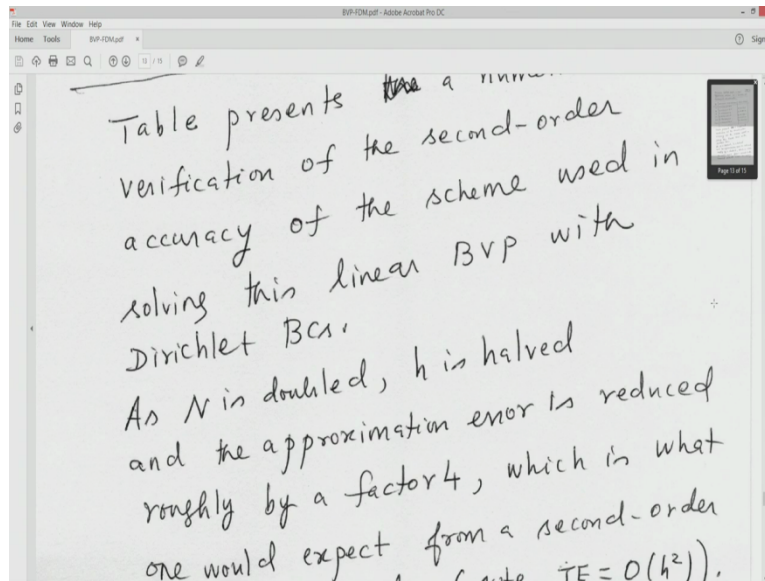 BVP-FDM.pdf - Adobe Acrobat Pro DC
File Edit View Window Help
Home Tools BVP-FDM.pdf x Sign
13 / 15
Table presents a
verification of the second-order
accuracy of the scheme used in
solving this linear BVP with
Dirichlet BCs.
As N is doubled, h is halved
and the approximation error is reduced
roughly by a factor 4, which is what
one would expect from a second-order
TE = O(h²)).
Page 13 of 15